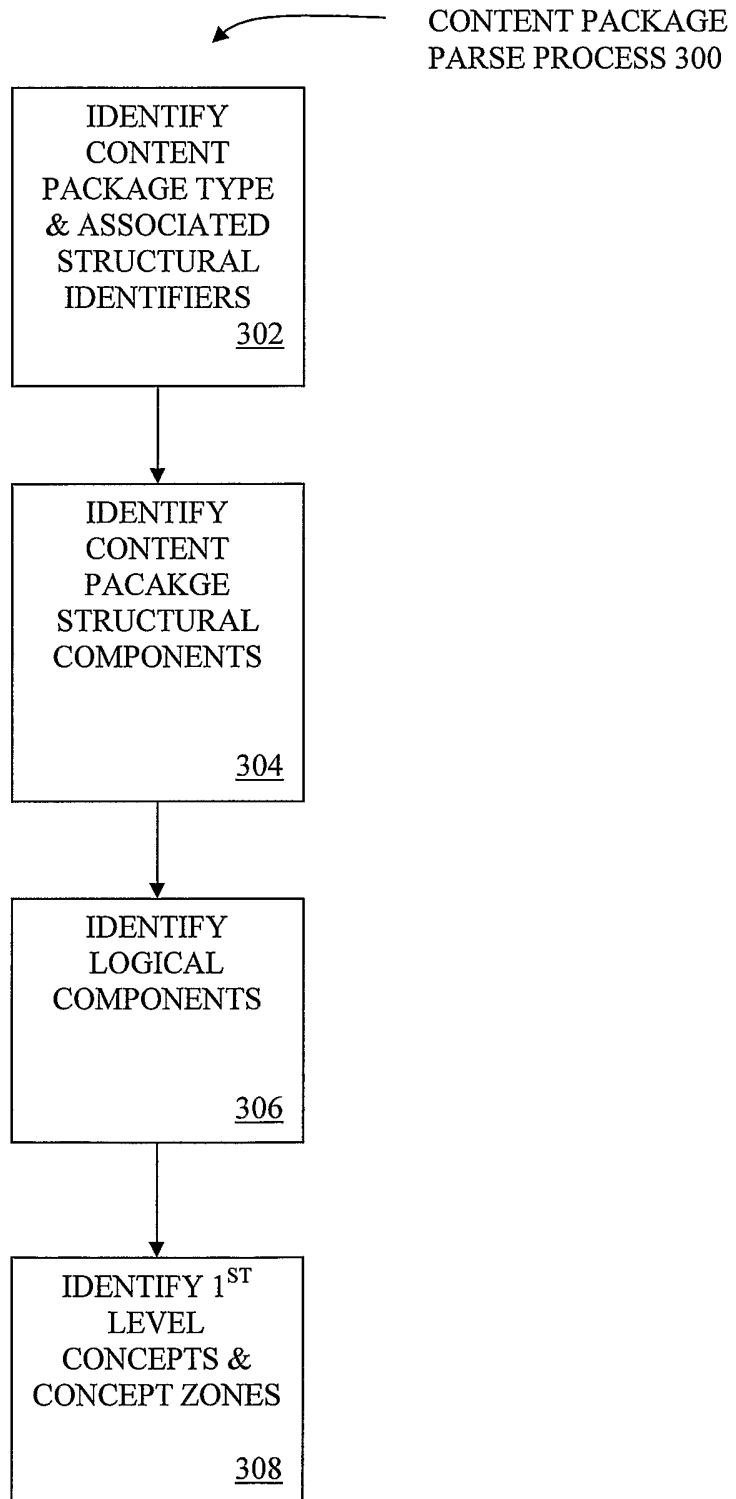 CONTENT PACKAGE
PARSE PROCESS 300
IDENTIFY
CONTENT
PACKAGE TYPE
& ASSOCIATED
STRUCTURAL
IDENTIFIERS
302
IDENTIFY
CONTENT
PACAKGE
STRUCTURAL
COMPONENTS
304
IDENTIFY
LOGICAL
COMPONENTS
306
IDENTIFY 1ST
LEVEL
CONCEPTS &
CONCEPT ZONES
308